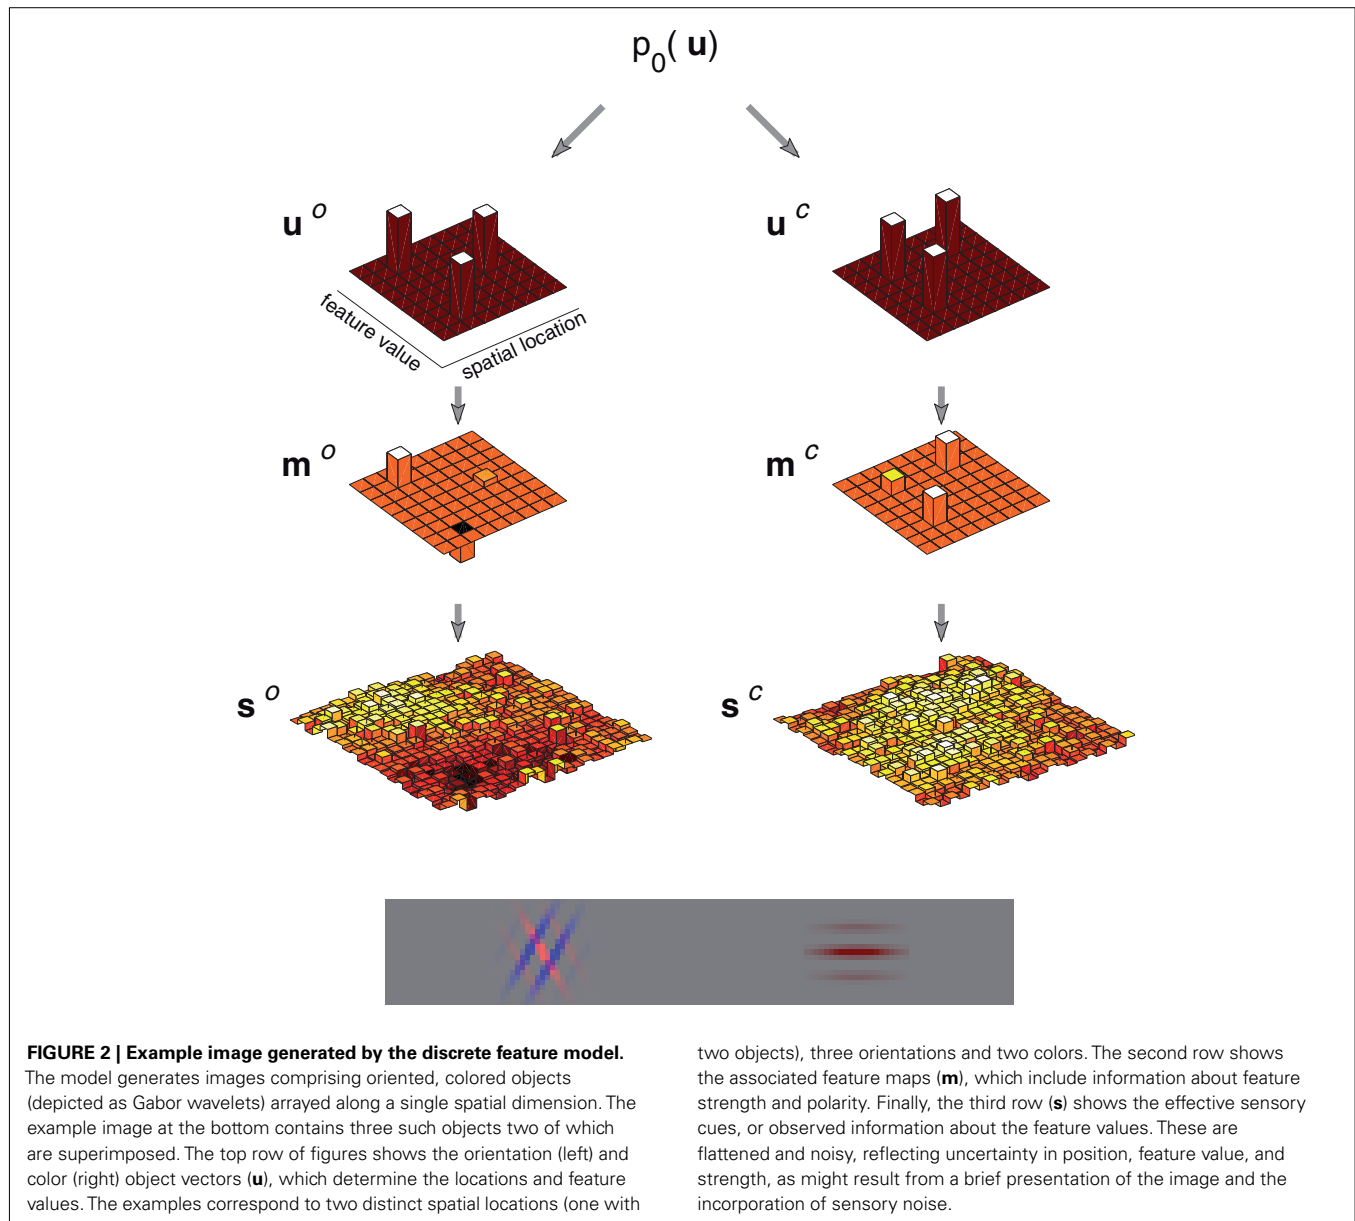 p0( u)
u o
u c
feature value
spatial location
m o
m c
s o
s c
FIGURE 2 | Example image generated by the discrete feature model.
The model generates images comprising oriented, colored objects
(depicted as Gabor wavelets) arrayed along a single spatial dimension. The
example image at the bottom contains three such objects two of which
are superimposed. The top row of figures shows the orientation (left) and
color (right) object vectors (u), which determine the locations and feature
values. The examples correspond to two distinct spatial locations (one with
two objects), three orientations and two colors. The second row shows
the associated feature maps (m), which include information about feature
strength and polarity. Finally, the third row (s) shows the effective sensory
cues, or observed information about the feature values. These are
flattened and noisy, reflecting uncertainty in position, feature value, and
strength, as might result from a brief presentation of the image and the
incorporation of sensory noise.